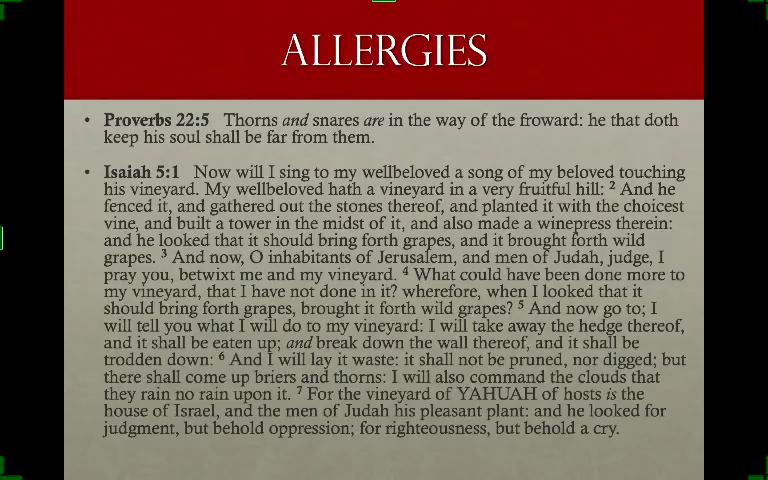 ALLERGIES
• Proverbs 22:5 Thorns and snares are in the way of the froward: he that doth
keep his soul shall be far from them.
• Isaiah 5:1 Now will I sing to my wellbeloved a song of my beloved touching
his vineyard. My wellbeloved hath a vineyard in a very fruitful hill: 2 And he
fenced it, and gathered out the stones thereof, and planted it with the choicest
vine, and built a tower in the midst of it, and also made a winepress therein:
and he looked that it should bring forth grapes, and it brought forth wild
grapes. 3 And now, O inhabitants of Jerusalem, and men of Judah, judge, I
pray you, betwixt me and my vineyard. 4 What could have been done more to
my vineyard, that I have not done in it? wherefore, when I looked that it
should bring forth grapes, brought it forth wild grapes? 5 And now go to; I
will tell you what I will do to my vineyard: I will take away the hedge thereof,
and it shall be eaten up; and break down the wall thereof, and it shall be
trodden down: 6 And I will lay it waste: it shall not be pruned, nor digged; but
there shall come up briers and thorns: I will also command the clouds that
they rain no rain upon it. 7 For the vineyard of YAHUAH of hosts is the
house of Israel, and the men of Judah his pleasant plant: and he looked for
judgment, but behold oppression; for righteousness, but behold a cry.